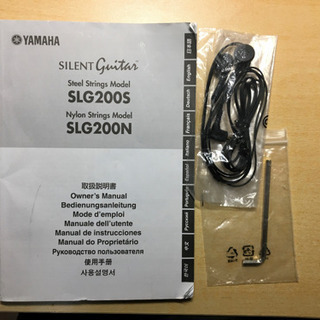 YAMAHA
SILENT Guitar
Steel Strings Model
SLG200S
Nylon Strings Model
SLG200N
取扱説明書
Owner's Manual
Bedienungsanleitung
Mode d'emploi
Manuale dell'utente
Manual de instrucciones
Manual do Proprietário
Руководство пользователя
使用手册
사용설명서
日本語
English
Deutsch
Français
Italiano
Español
Português
Русский
中文
한국어